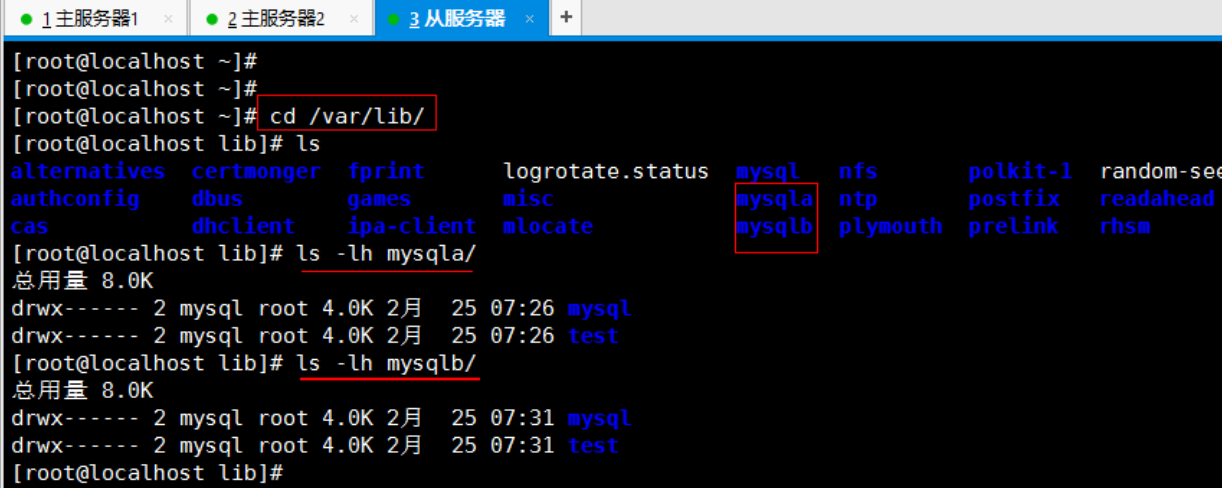 1 主服务器1 × 2 主服务器2 × 3 从服务器 × +
[root@localhost ~]#
[root@localhost ~]#
[root@localhost ~]# cd /var/lib/
[root@localhost lib]# ls
alternatives certmonger fprint logrotate.status mysql nfs polkit-1 random-see
authconfig dbus games misc mysqla ntp postfix readahead
cas dhclient ipa-client mlocate mysqlb plymouth prelink rhsm
[root@localhost lib]# ls -lh mysqla/
总用量 8.0K
drwx------ 2 mysql root 4.0K 2月 25 07:26 mysql
drwx------ 2 mysql root 4.0K 2月 25 07:26 test
[root@localhost lib]# ls -lh mysqlb/
总用量 8.0K
drwx------ 2 mysql root 4.0K 2月 25 07:31 mysql
drwx------ 2 mysql root 4.0K 2月 25 07:31 test
[root@localhost lib]#